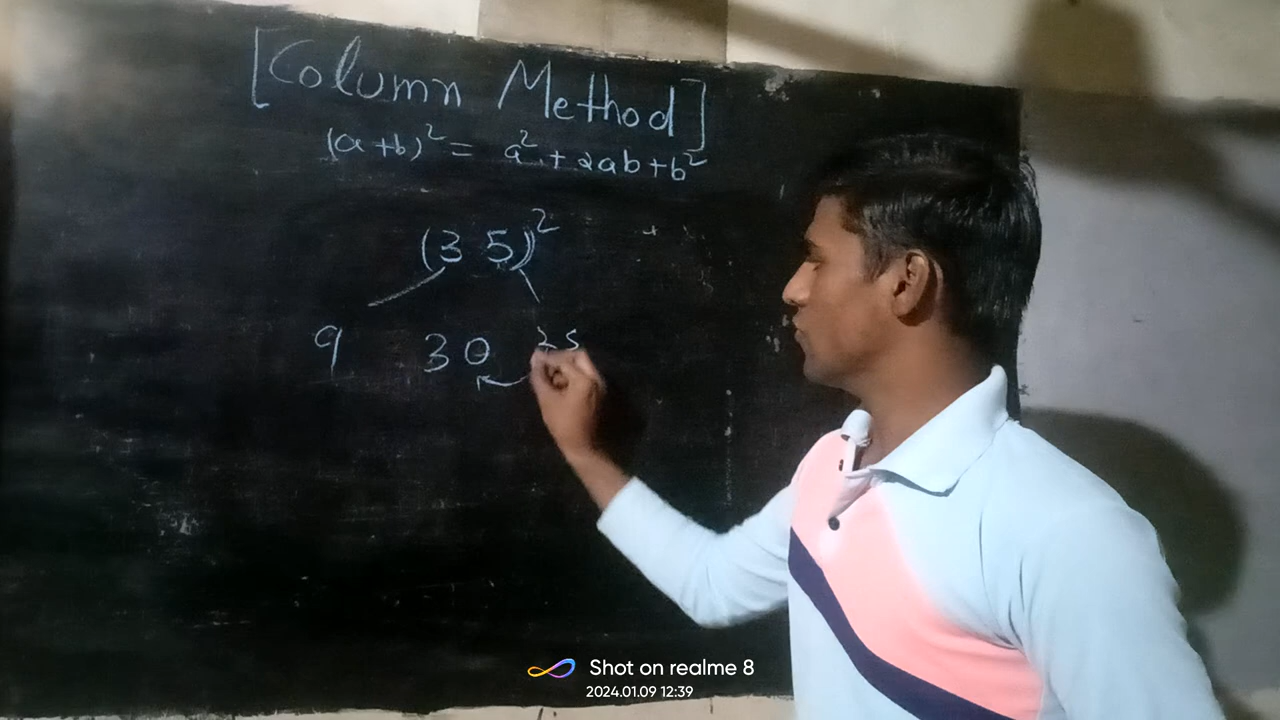 [Column Method]
(a+b)² = a² + 2ab + b²
(35)²
9 30 25
Shot on realme 8
2024.01.09 12:39